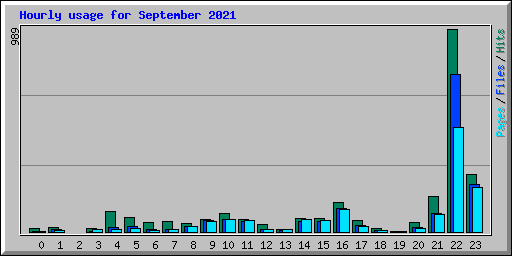 Hourly usage for September 2021
989
Pages / Files / Hits
0 1 2 3 4 5 6 7 8 9 10 11 12 13 14 15 16 17 18 19 20 21 22 23